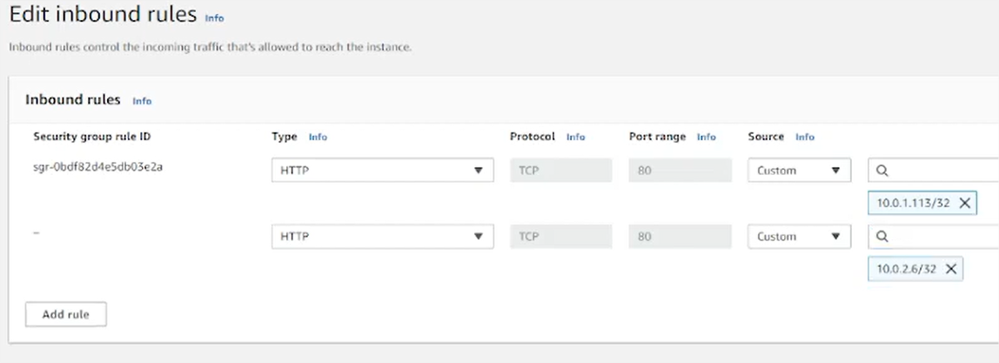 Edit inbound rules Info
Inbound rules control the incoming traffic that's allowed to reach the instance.
Inbound rules Info
Security group rule ID Type Info Protocol Info Port range Info Source Info
sgr-0bdf82d4e5db03e2a HTTP TCP 80 Custom
10.0.1.113/32
– HTTP TCP 80 Custom
10.0.2.6/32
Add rule